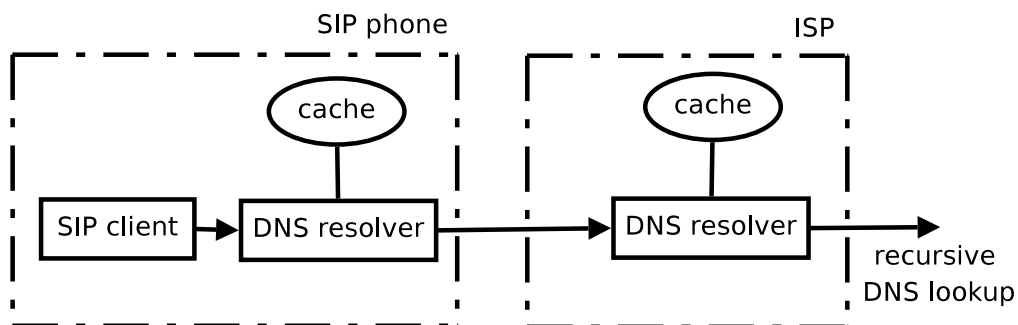 SIP phone
ISP
cache
cache
SIP client
DNS resolver
DNS resolver
recursive
DNS lookup